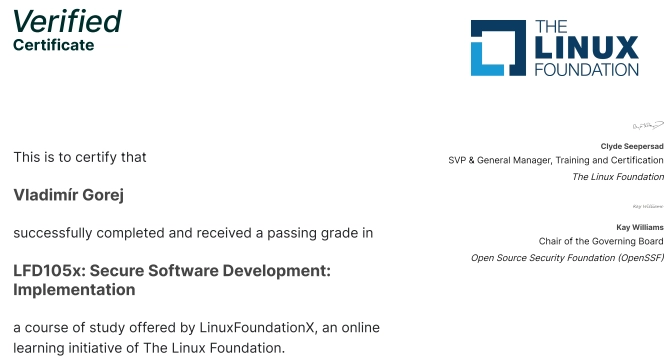 Verified
Certificate
THE
LINUX
FOUNDATION
This is to certify that
Vladimír Gorej
successfully completed and received a passing grade in
LFD105x: Secure Software Development:
Implementation
a course of study offered by LinuxFoundationX, an online
learning initiative of The Linux Foundation.
Clyde Seepersad
SVP & General Manager, Training and Certification
The Linux Foundation
Kay Williams
Kay Williams
Chair of the Governing Board
Open Source Security Foundation (OpenSSF)